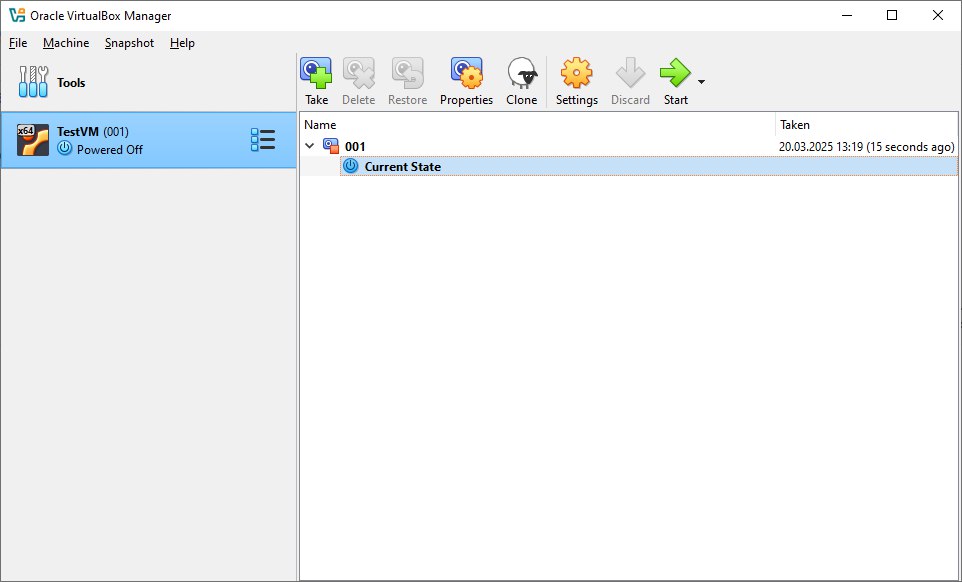 Oracle VirtualBox Manager
File Machine Snapshot Help
Tools
x64
TestVM (001)
Powered Off
Take Delete Restore Properties Clone Settings Discard Start
Name Taken
001 20.03.2025 13:19 (15 seconds ago)
Current State